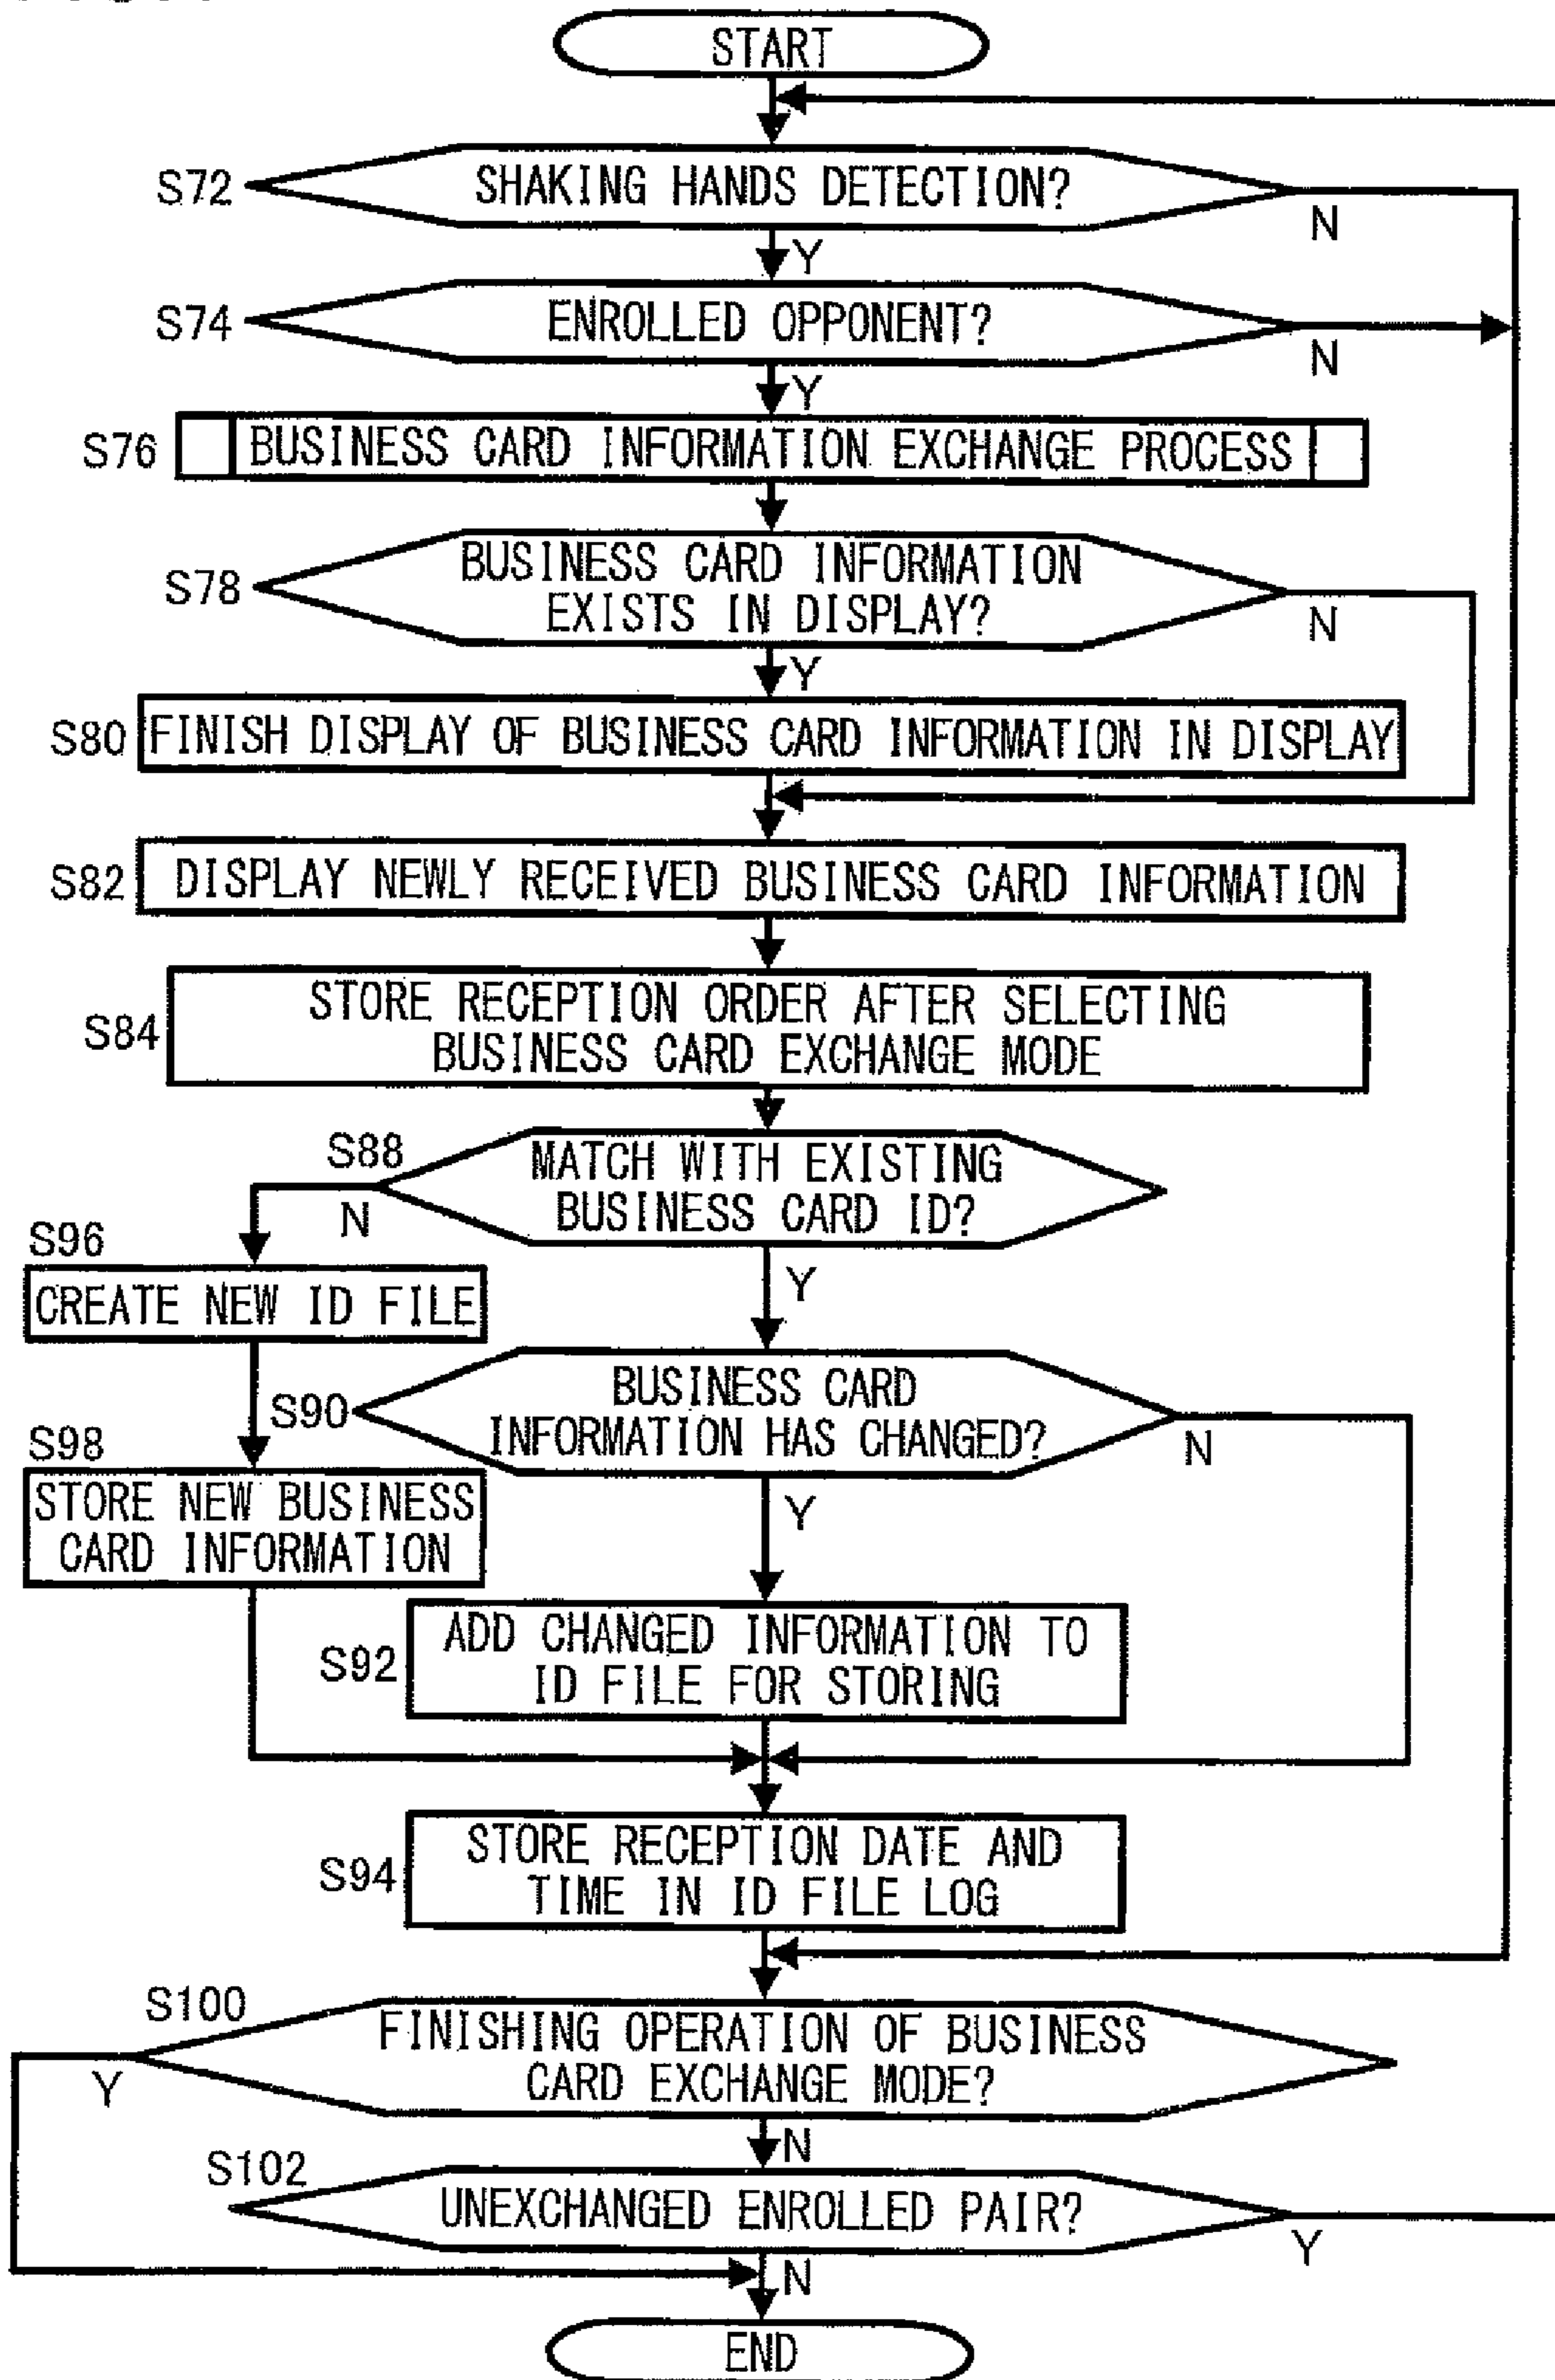 START
S72
SHAKING HANDS DETECTION?
N
Y
S74
ENROLLED OPPONENT?
N
Y
S76
BUSINESS CARD INFORMATION EXCHANGE PROCESS
S78
BUSINESS CARD INFORMATION
EXISTS IN DISPLAY?
N
Y
S80
FINISH DISPLAY OF BUSINESS CARD INFORMATION IN DISPLAY
S82
DISPLAY NEWLY RECEIVED BUSINESS CARD INFORMATION
S84
STORE RECEPTION ORDER AFTER SELECTING
BUSINESS CARD EXCHANGE MODE
S88
MATCH WITH EXISTING
BUSINESS CARD ID?
N
Y
S96
CREATE NEW ID FILE
S90
BUSINESS CARD
INFORMATION HAS CHANGED?
N
Y
S98
STORE NEW BUSINESS
CARD INFORMATION
S92
ADD CHANGED INFORMATION TO
ID FILE FOR STORING
S94
STORE RECEPTION DATE AND
TIME IN ID FILE LOG
S100
FINISHING OPERATION OF BUSINESS
CARD EXCHANGE MODE?
Y
N
S102
UNEXCHANGED ENROLLED PAIR?
Y
N
END